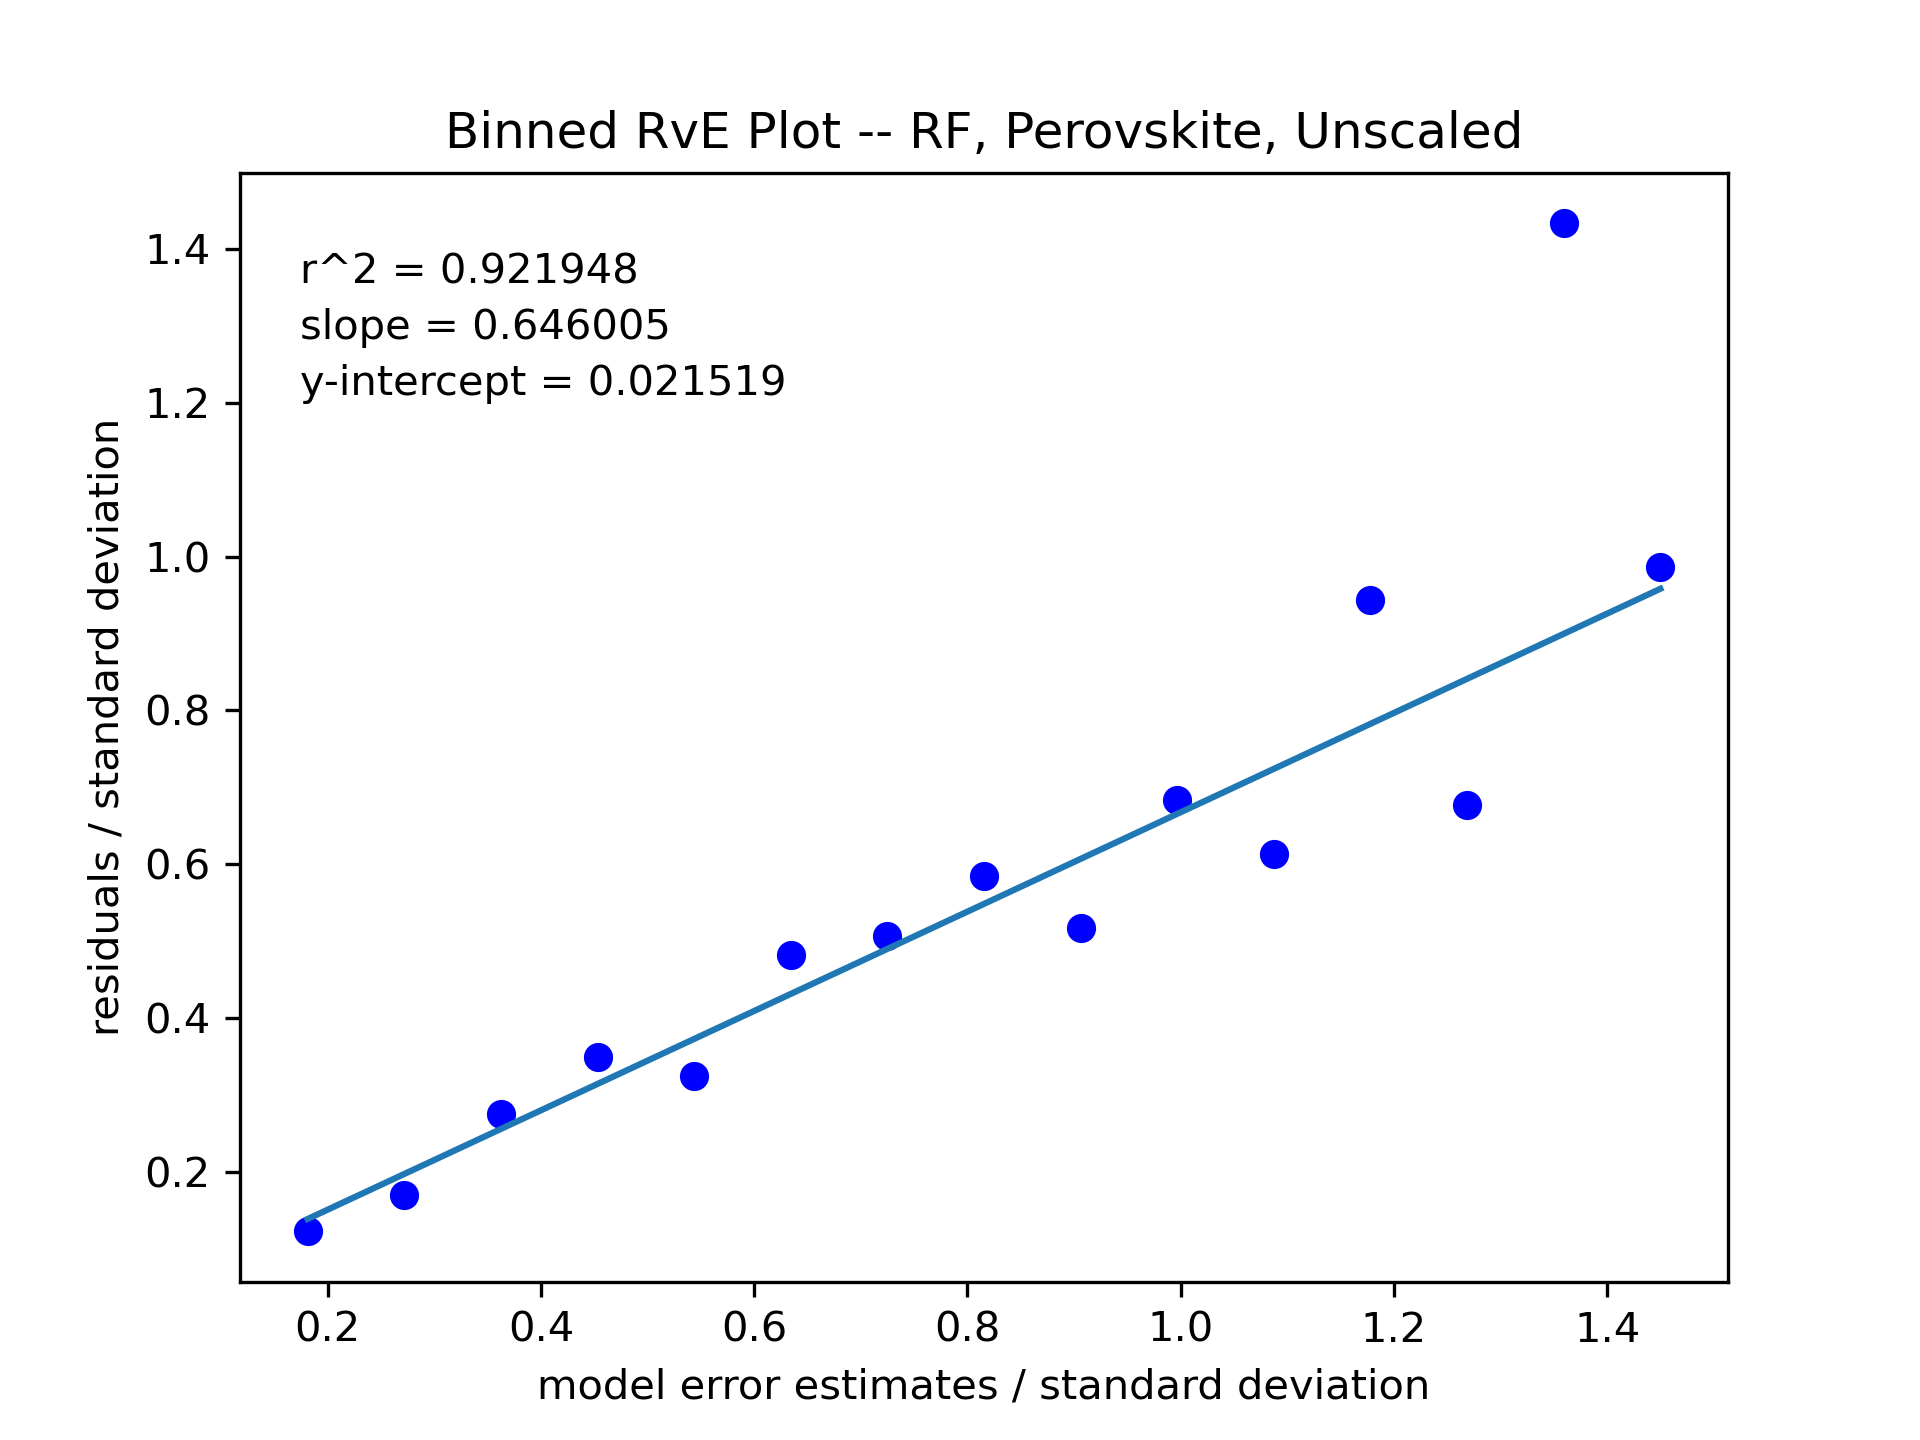 Binned RvE Plot -- RF, Perovskite, Unscaled
r^2 = 0.921948
slope = 0.646005
y-intercept = 0.021519
residuals / standard deviation
1.4
1.2
1.0
0.8
0.6
0.4
0.2
0.2 0.4 0.6 0.8 1.0 1.2 1.4
model error estimates / standard deviation